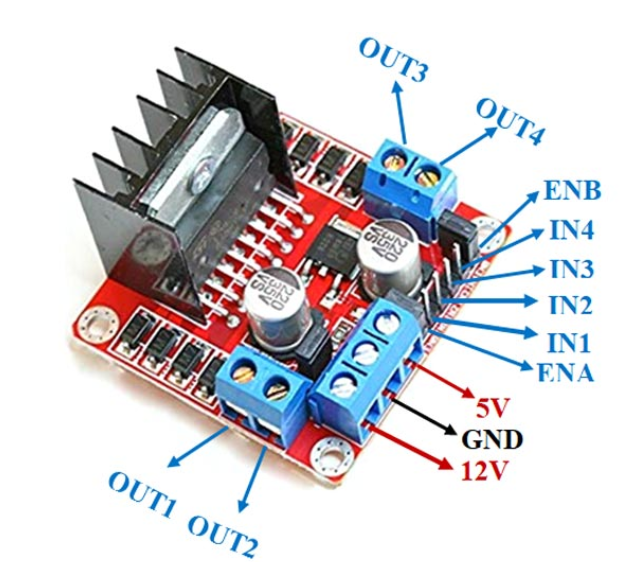 OUT3
OUT4
ENB
IN4
IN3
IN2
IN1
ENA
5V
GND
12V
OUT1
OUT2